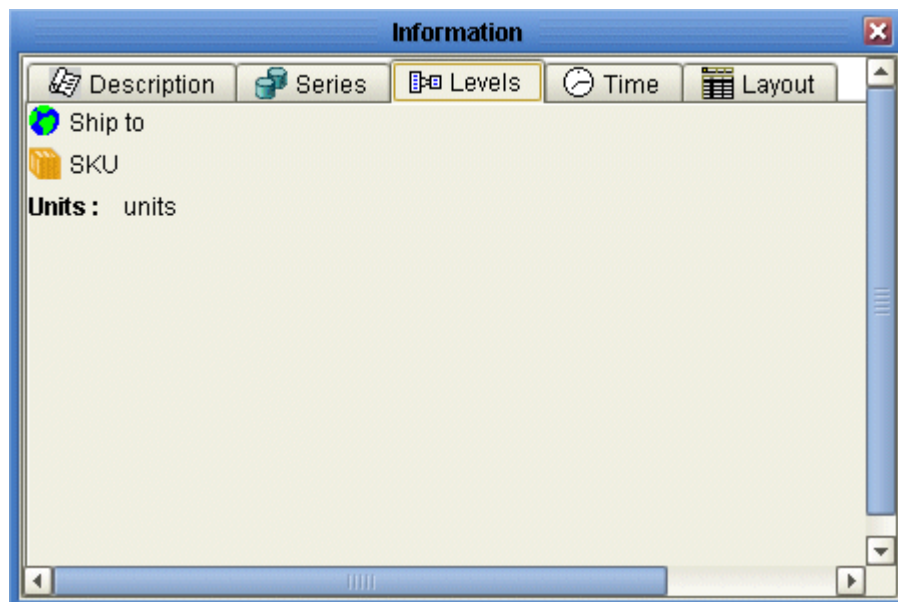 Information
Description Series Levels Time Layout
Ship to
SKU
Units : units